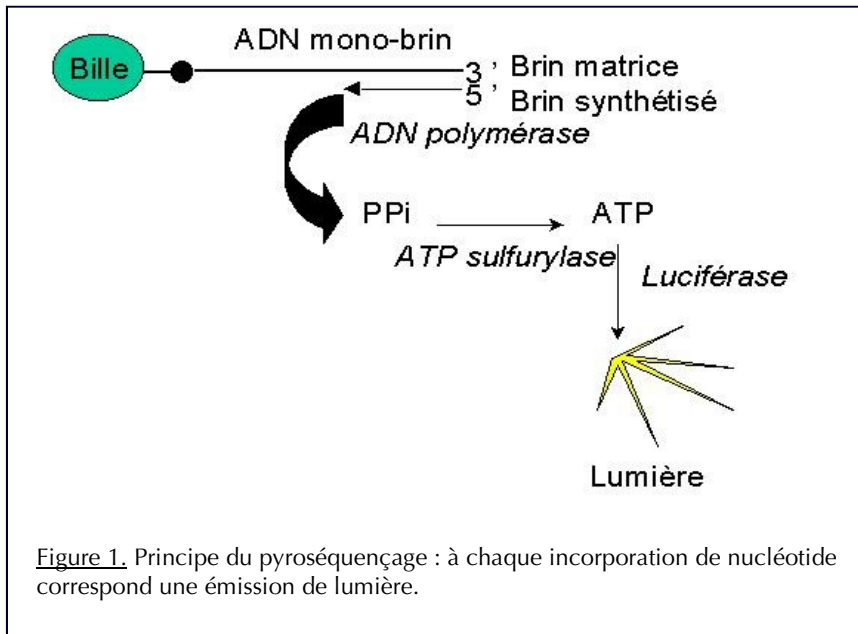 ADN mono-brin
Bille
3' Brin matrice
5' Brin synthétisé
ADN polymérase
PPi
ATP
ATP sulfurylase
Luciférase
Lumière
Figure 1. Principe du pyroséquençage : à chaque incorporation de nucléotide
correspond une émission de lumière.